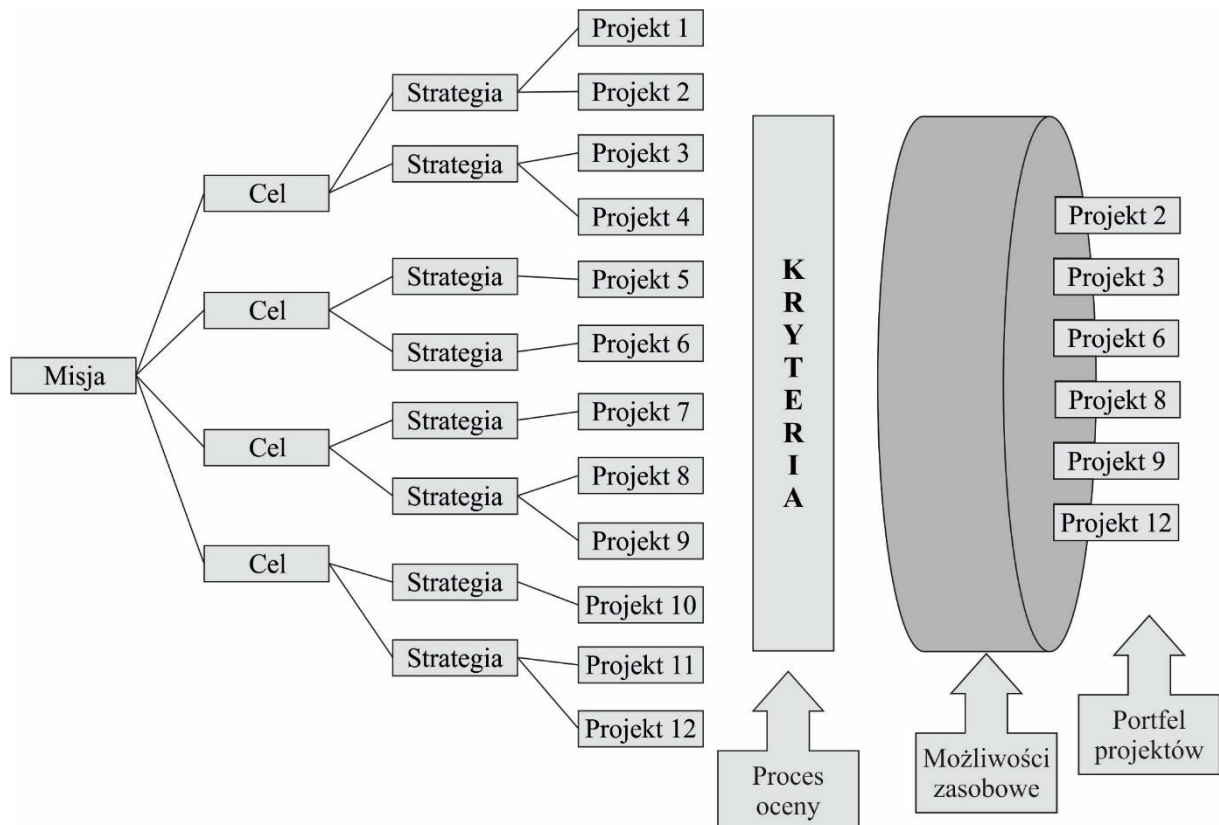 Misja
Cel
Cel
Cel
Cel
Strategia
Strategia
Strategia
Strategia
Strategia
Strategia
Strategia
Strategia
Projekt 1
Projekt 2
Projekt 3
Projekt 4
Projekt 5
Projekt 6
Projekt 7
Projekt 8
Projekt 9
Projekt 10
Projekt 11
Projekt 12
KRYTERIA
Projekt 2
Projekt 3
Projekt 6
Projekt 8
Projekt 9
Projekt 12
Proces
oceny
Możliwości
zasobowe
Portfel
projektów